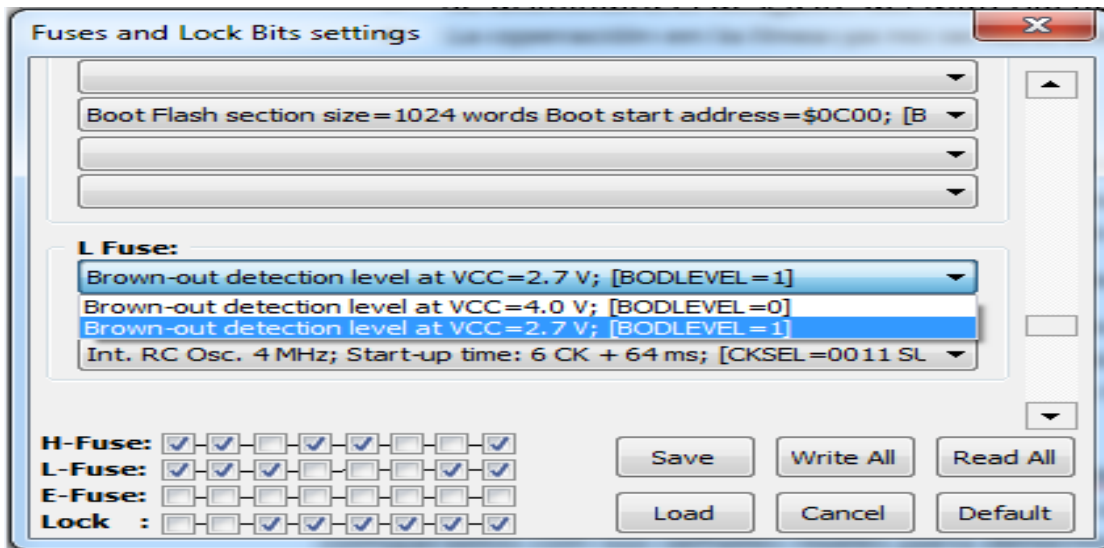 Fuses and Lock Bits settings
Boot Flash section size=1024 words Boot start address=$0C00; [B
L Fuse:
Brown-out detection level at VCC=2.7 V; [BODLEVEL=1]
Brown-out detection level at VCC=4.0 V; [BODLEVEL=0]
Brown-out detection level at VCC=2.7 V; [BODLEVEL=1]
Int. RC Osc. 4 MHz; Start-up time: 6 CK + 64 ms; [CKSEL=0011 SU
H-Fuse:
L-Fuse:
E-Fuse:
Lock :
Save Write All Read All
Load Cancel Default